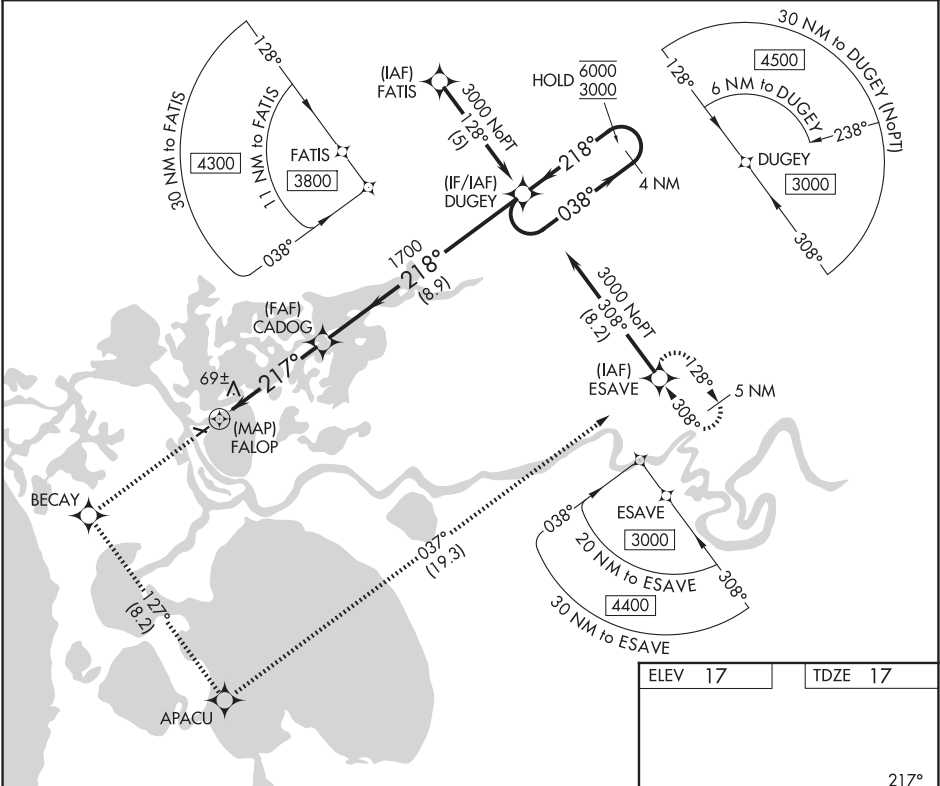 128°
30 NM to FATIS
4300
11 NM to FATIS
FATIS
3800
038°
(IAF)
FATIS
3000 NoPT
128°
(5)
HOLD
6000
3000
218°
4 NM
038°
(IF/IAF)
DUGEY
30 NM to DUGEY (NoPT)
4500
128°
6 NM to DUGEY
238°
DUGEY
3000
308°
1700
218°
(8.9)
(FAF)
CADOG
217°
69±
(MAP)
FALOP
3000 NoPT
308°
(8.2)
(IAF)
ESAVE
128°
5 NM
308°
BECAY
127°
(8.2)
APACU
037°
(19.3)
038°
ESAVE
3000
20 NM to ESAVE
308°
4400
30 NM to ESAVE
ELEV 17
TDZE 17
217°